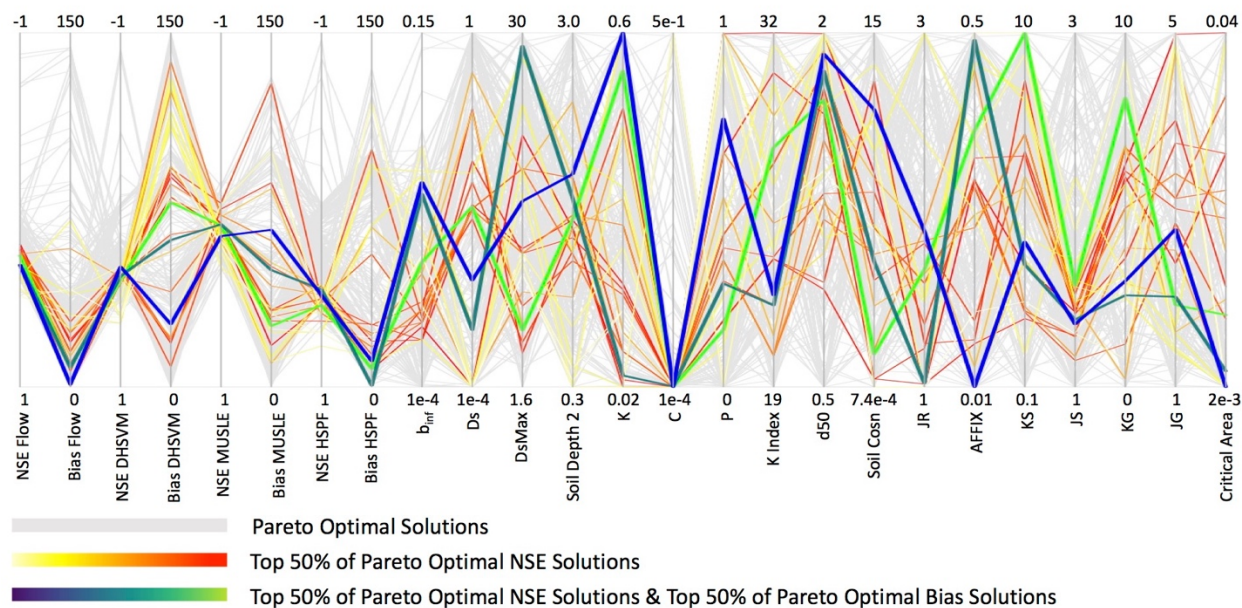 -1 150 -1 150 -1 150 -1 150 0.15 1 30 3.0 0.6 5e-1 1 32 2 15 3 0.5 10 3 10 5 0.04
1 0 1 0 1 0 1 0 1e-4 1e-4 1.6 0.3 0.02 1e-4 0 19 0.5 7.4e-4 1 0.01 0.1 1 0 1 2e-3
NSE Flow
Bias Flow
NSE DHSVM
Bias DHSVM
NSE MUSLE
Bias MUSLE
NSE HSPF
Bias HSPF
binf
Ds
DsMax
Soil Depth 2
K
C
P
K Index
d50
Soil Cosn
JR
AFFIX
KS
JS
KG
JG
Critical Area
Pareto Optimal Solutions
Top 50% of Pareto Optimal NSE Solutions
Top 50% of Pareto Optimal NSE Solutions & Top 50% of Pareto Optimal Bias Solutions